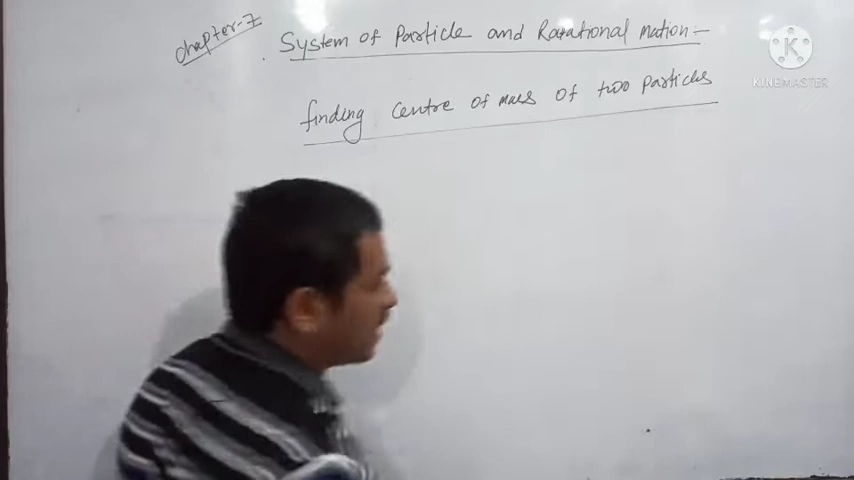 chapter-7
System of Particle and Rotational Motion:-
finding centre of mass of two particles
KINEMASTER